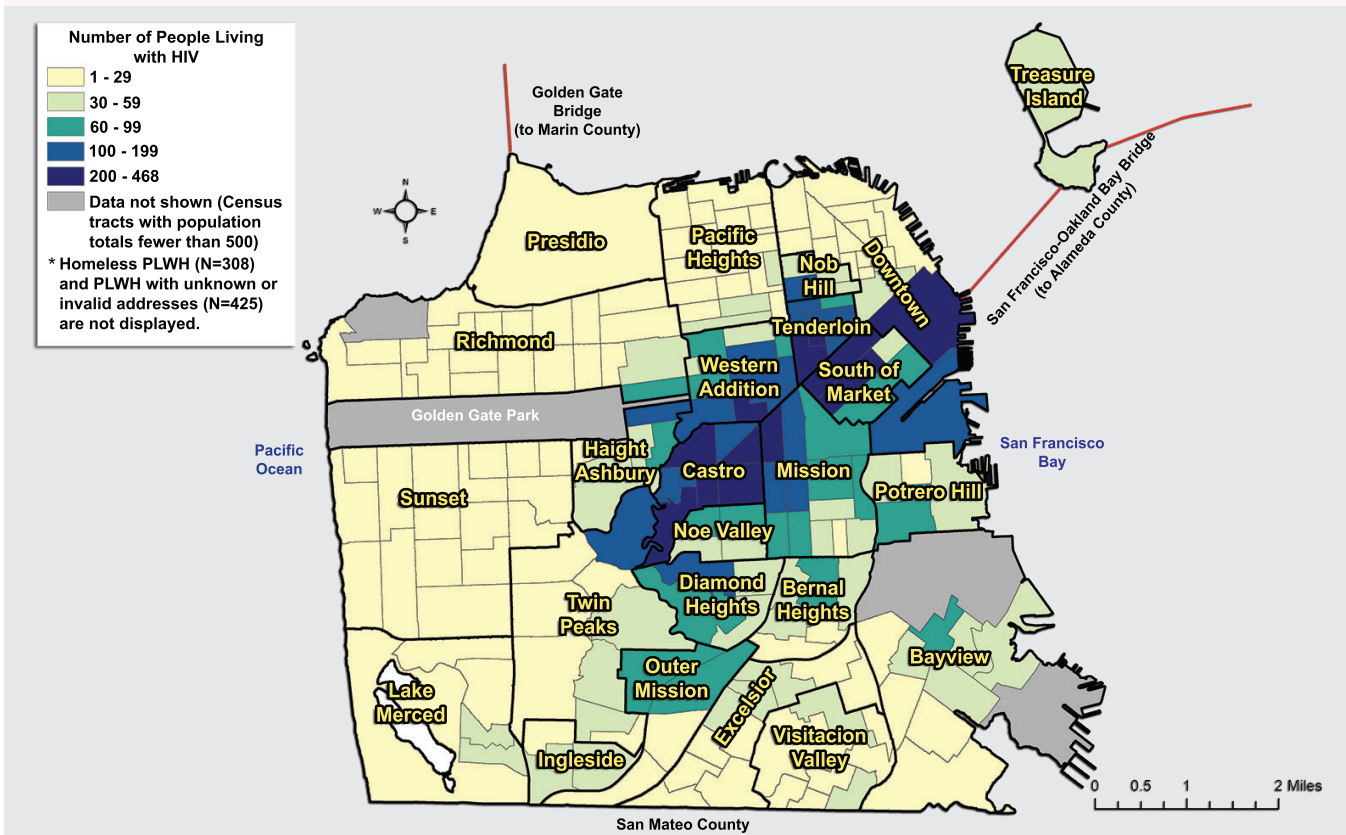 Number of People Living
with HIV
1 - 29
30 - 59
60 - 99
100 - 199
200 - 468
Data not shown (Census
tracts with population
totals fewer than 500)
* Homeless PLWH (N=308)
and PLWH with unknown or
invalid addresses (N=425)
are not displayed.
Golden Gate
Bridge
(to Marin County)
Treasure
Island
San Francisco-Oakland Bay Bridge
(to Alameda County)
N
W
E
S
Presidio
Pacific
Heights
Nob
Hill
Downtown
Richmond
Tenderloin
Western
Addition
South of
Market
Golden Gate Park
Pacific
Ocean
San Francisco
Bay
Haight
Ashbury
Castro
Mission
Sunset
Potrero Hill
Noe Valley
Diamond
Heights
Bernal
Heights
Twin
Peaks
Bayview
Outer
Mission
Lake
Merced
Excelsior
Visitacion
Valley
Ingleside
0 0.5 1 2 Miles
San Mateo County